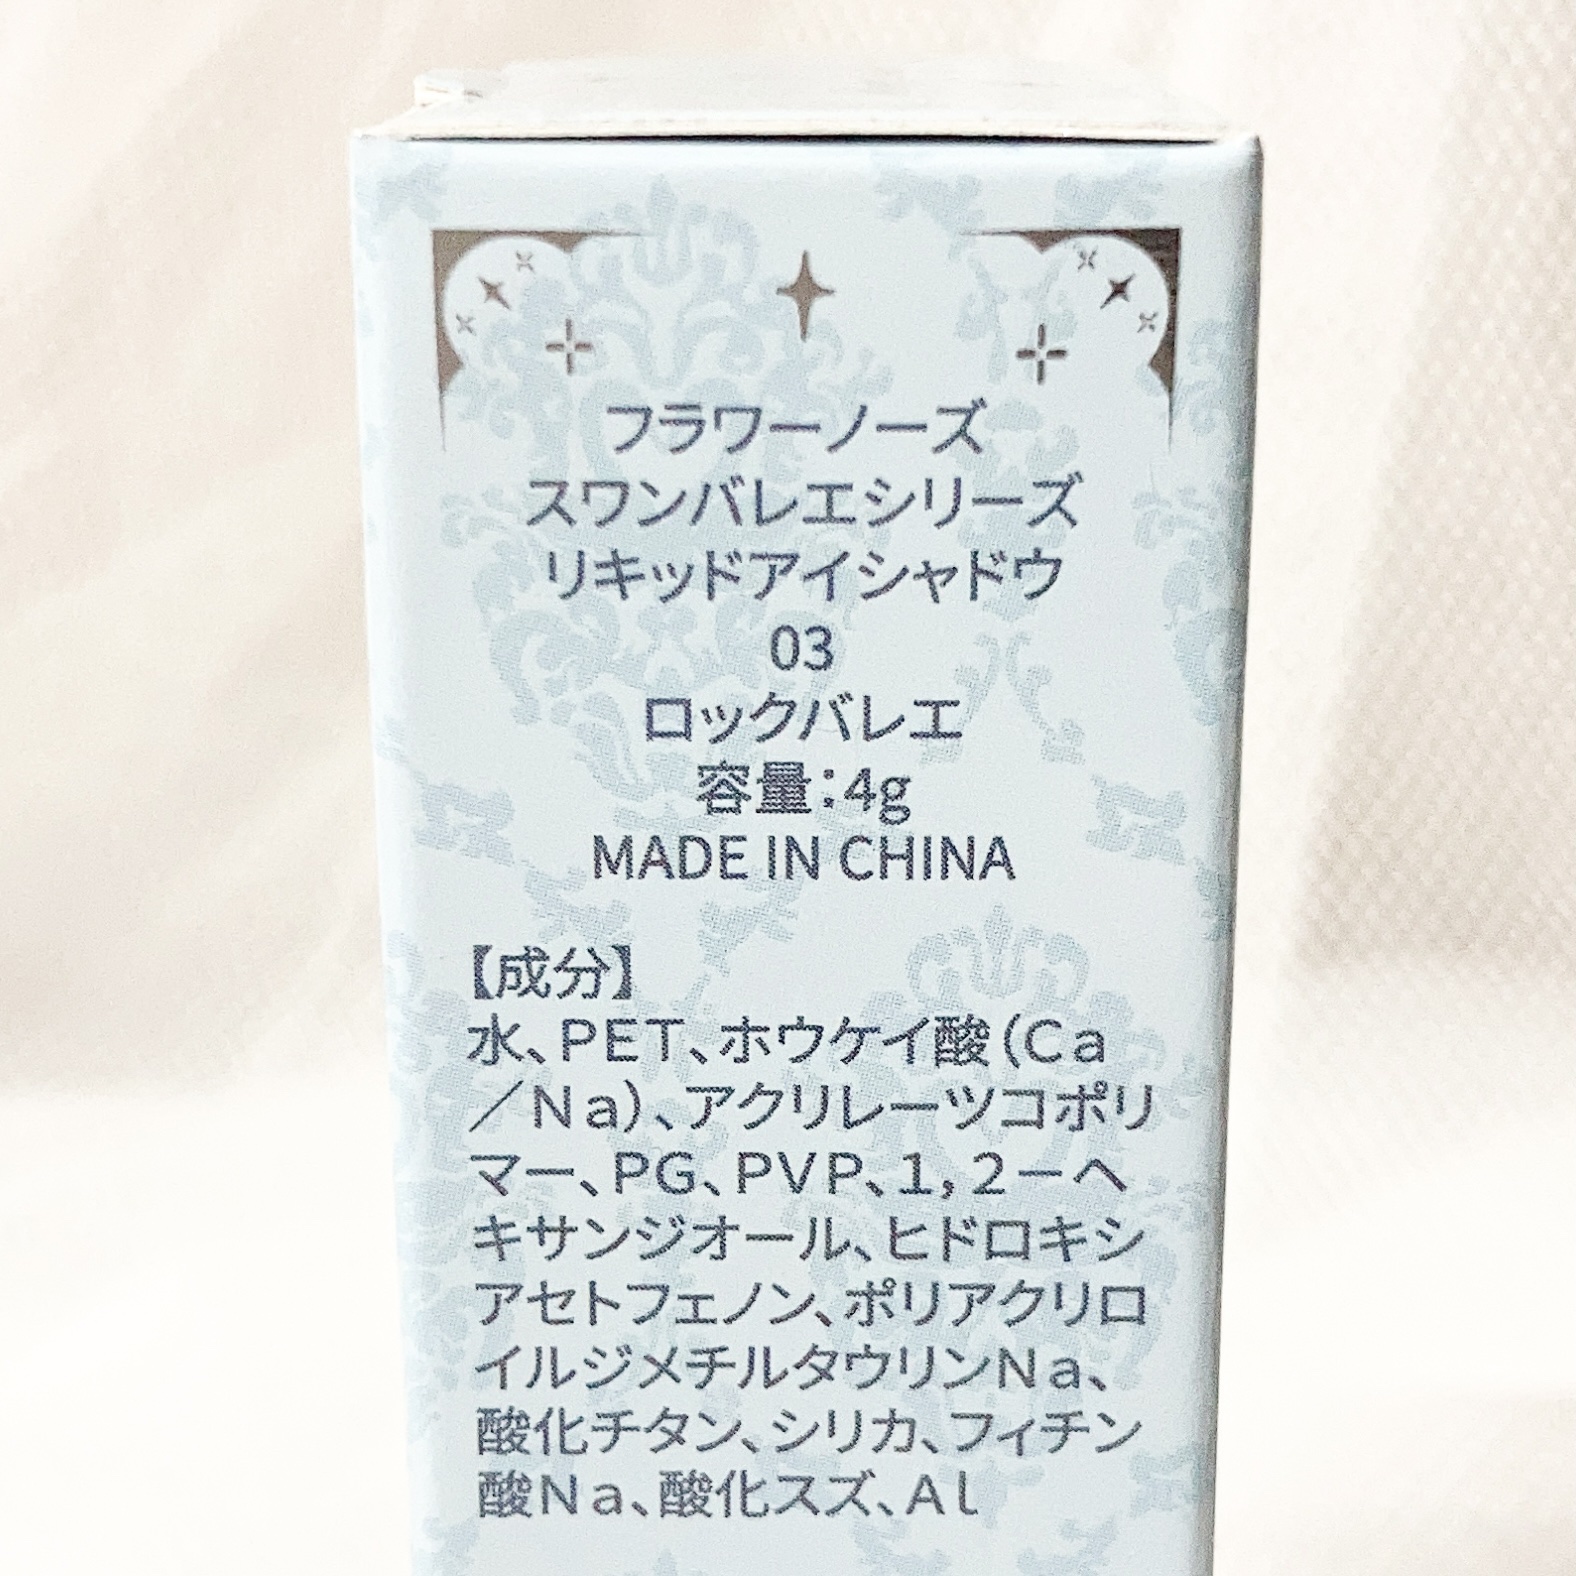 フラワーノーズ
スワンバレエシリーズ
リキッドアイシャドウ
03
ロックバレエ
容量：4g
MADE IN CHINA
【成分】
水、ＰＥＴ、ホウケイ酸（Ｃａ
／Ｎａ）、アクリレーツコポリ
マー、ＰＧ、ＰＶＰ、１，２－ヘ
キサンジオール、ヒドロキシ
アセトフェノン、ポリアクリロ
イルジメチルタウリンＮａ、
酸化チタン、シリカ、フィチン
酸Ｎａ、酸化スズ、Ａｌ